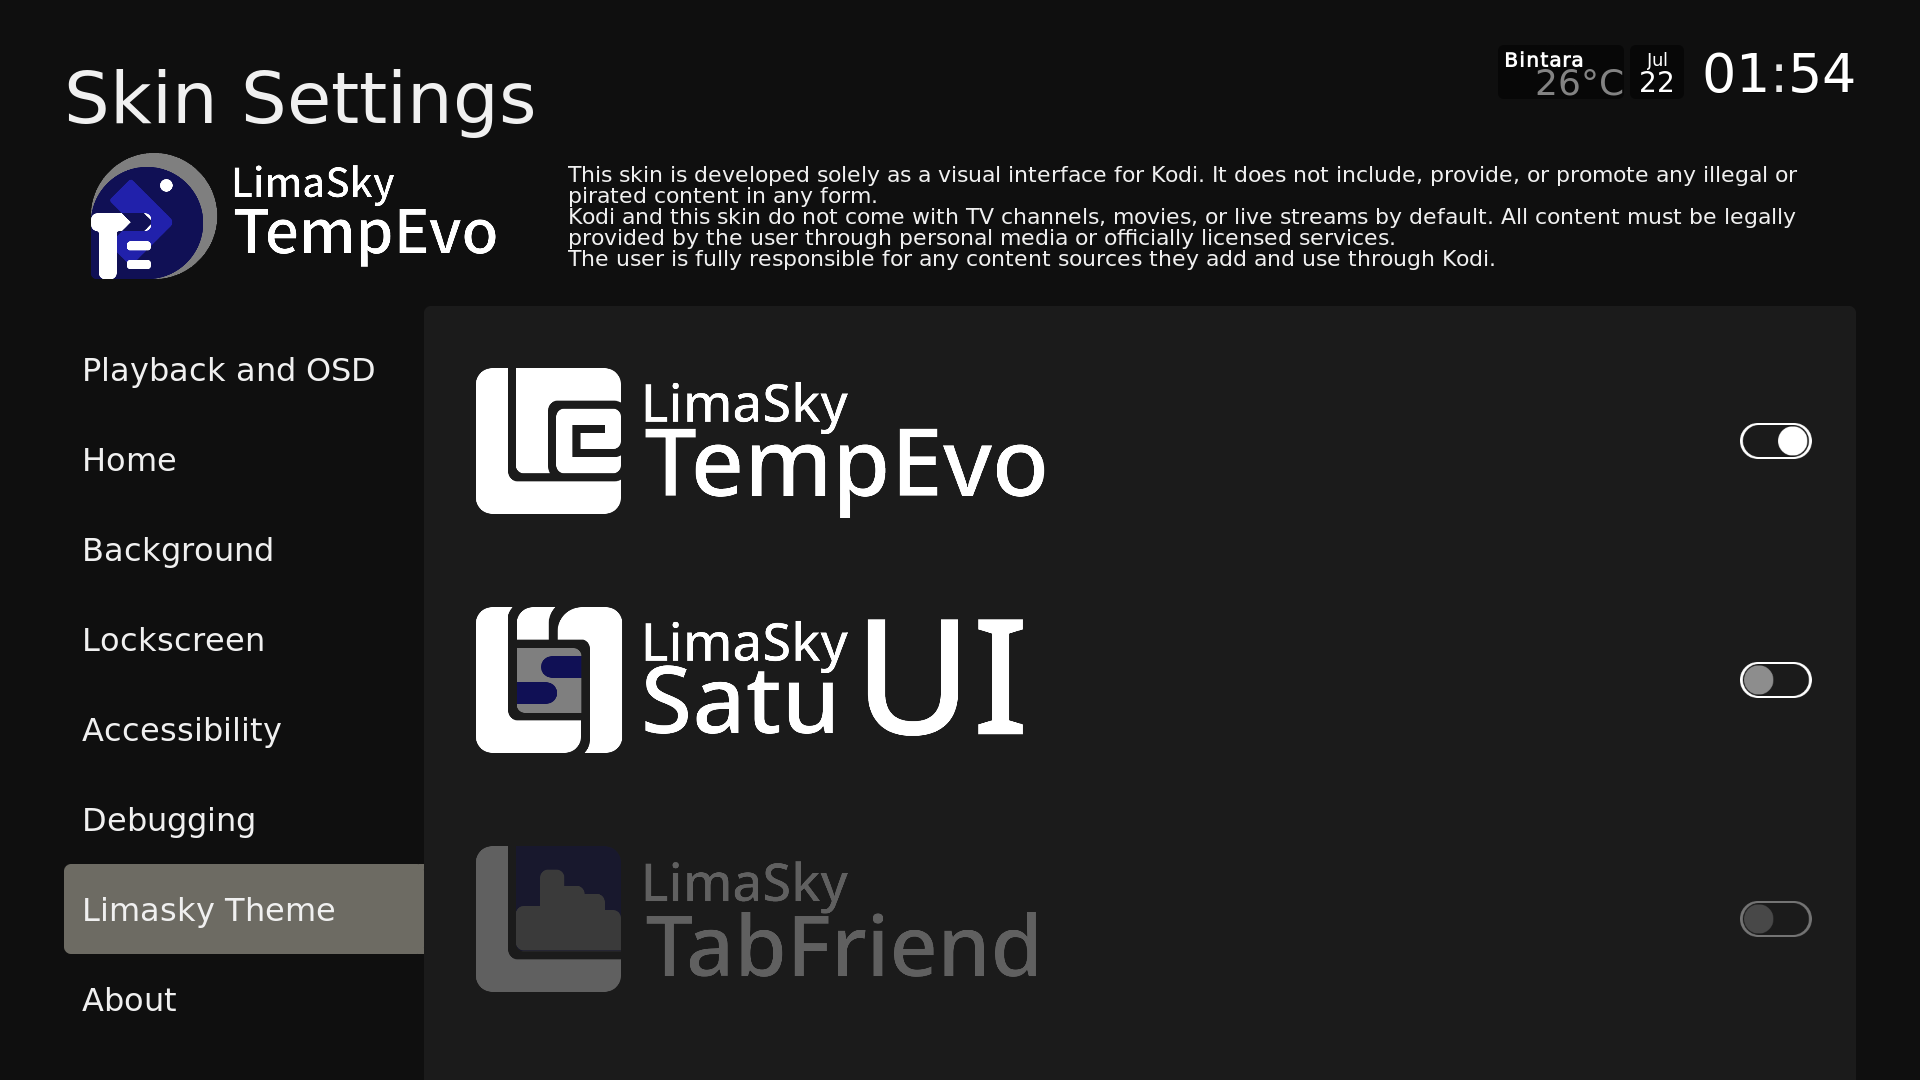 Skin Settings
Bintara
26°C
Jul
22
01:54
LimaSky
TempEvo
This skin is developed solely as a visual interface for Kodi. It does not include, provide, or promote any illegal or
pirated content in any form.
Kodi and this skin do not come with TV channels, movies, or live streams by default. All content must be legally
provided by the user through personal media or officially licensed services.
The user is fully responsible for any content sources they add and use through Kodi.
Playback and OSD
Home
Background
Lockscreen
Accessibility
Debugging
Limasky Theme
About
LimaSky
TempEvo
LimaSky
Satu UI
LimaSky
TabFriend